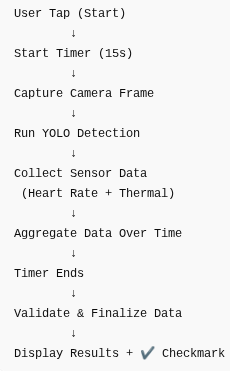 User Tap (Start)
↓
Start Timer (15s)
↓
Capture Camera Frame
↓
Run YOLO Detection
↓
Collect Sensor Data
(Heart Rate + Thermal)
↓
Aggregate Data Over Time
↓
Timer Ends
↓
Validate & Finalize Data
↓
Display Results + ✔️ Checkmark